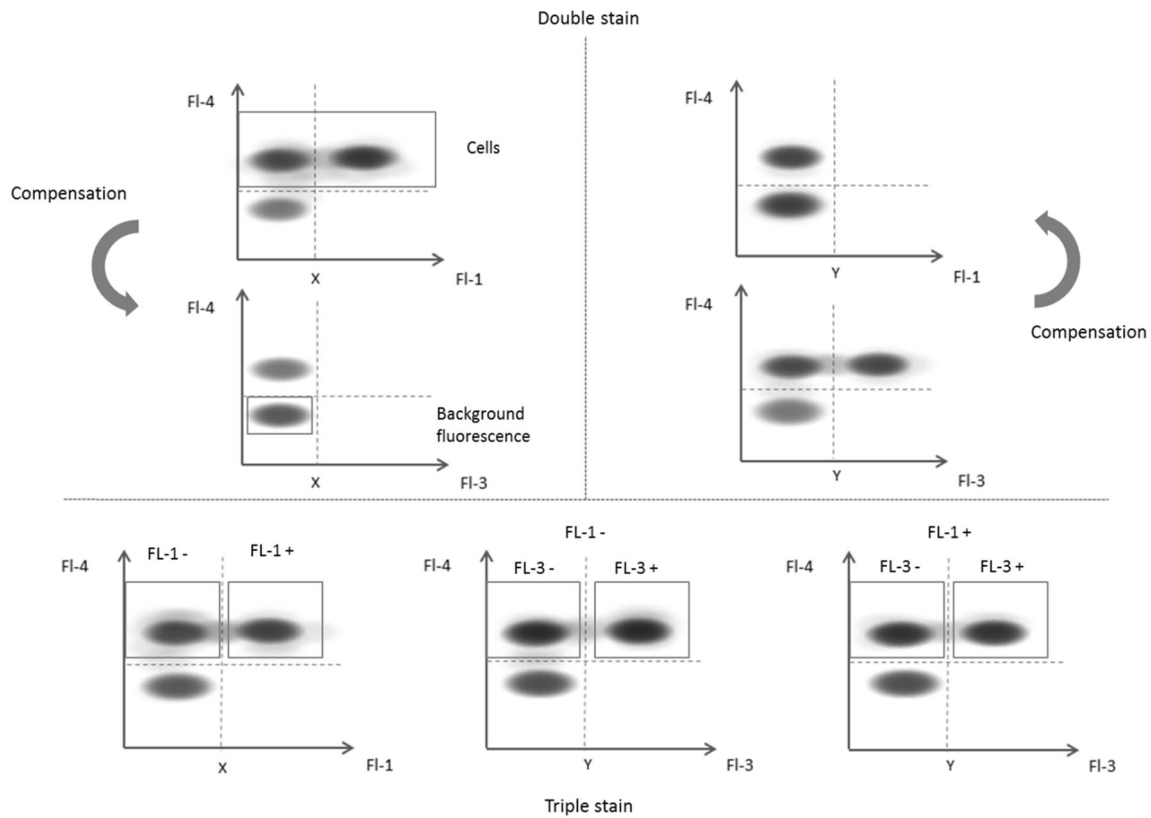 Double stain
Fl-4
Cells
Compensation
X
Fl-1
Fl-4
Background
fluorescence
X
Fl-3
Fl-4
Y
Fl-1
Fl-4
Compensation
Y
Fl-3
FL-1 -
FL-1 +
Fl-4
X
Fl-1
FL-1 -
Fl-4
FL-3 -
FL-3 +
Y
Fl-3
FL-1 +
Fl-4
FL-3 -
FL-3 +
Y
Fl-3
Triple stain